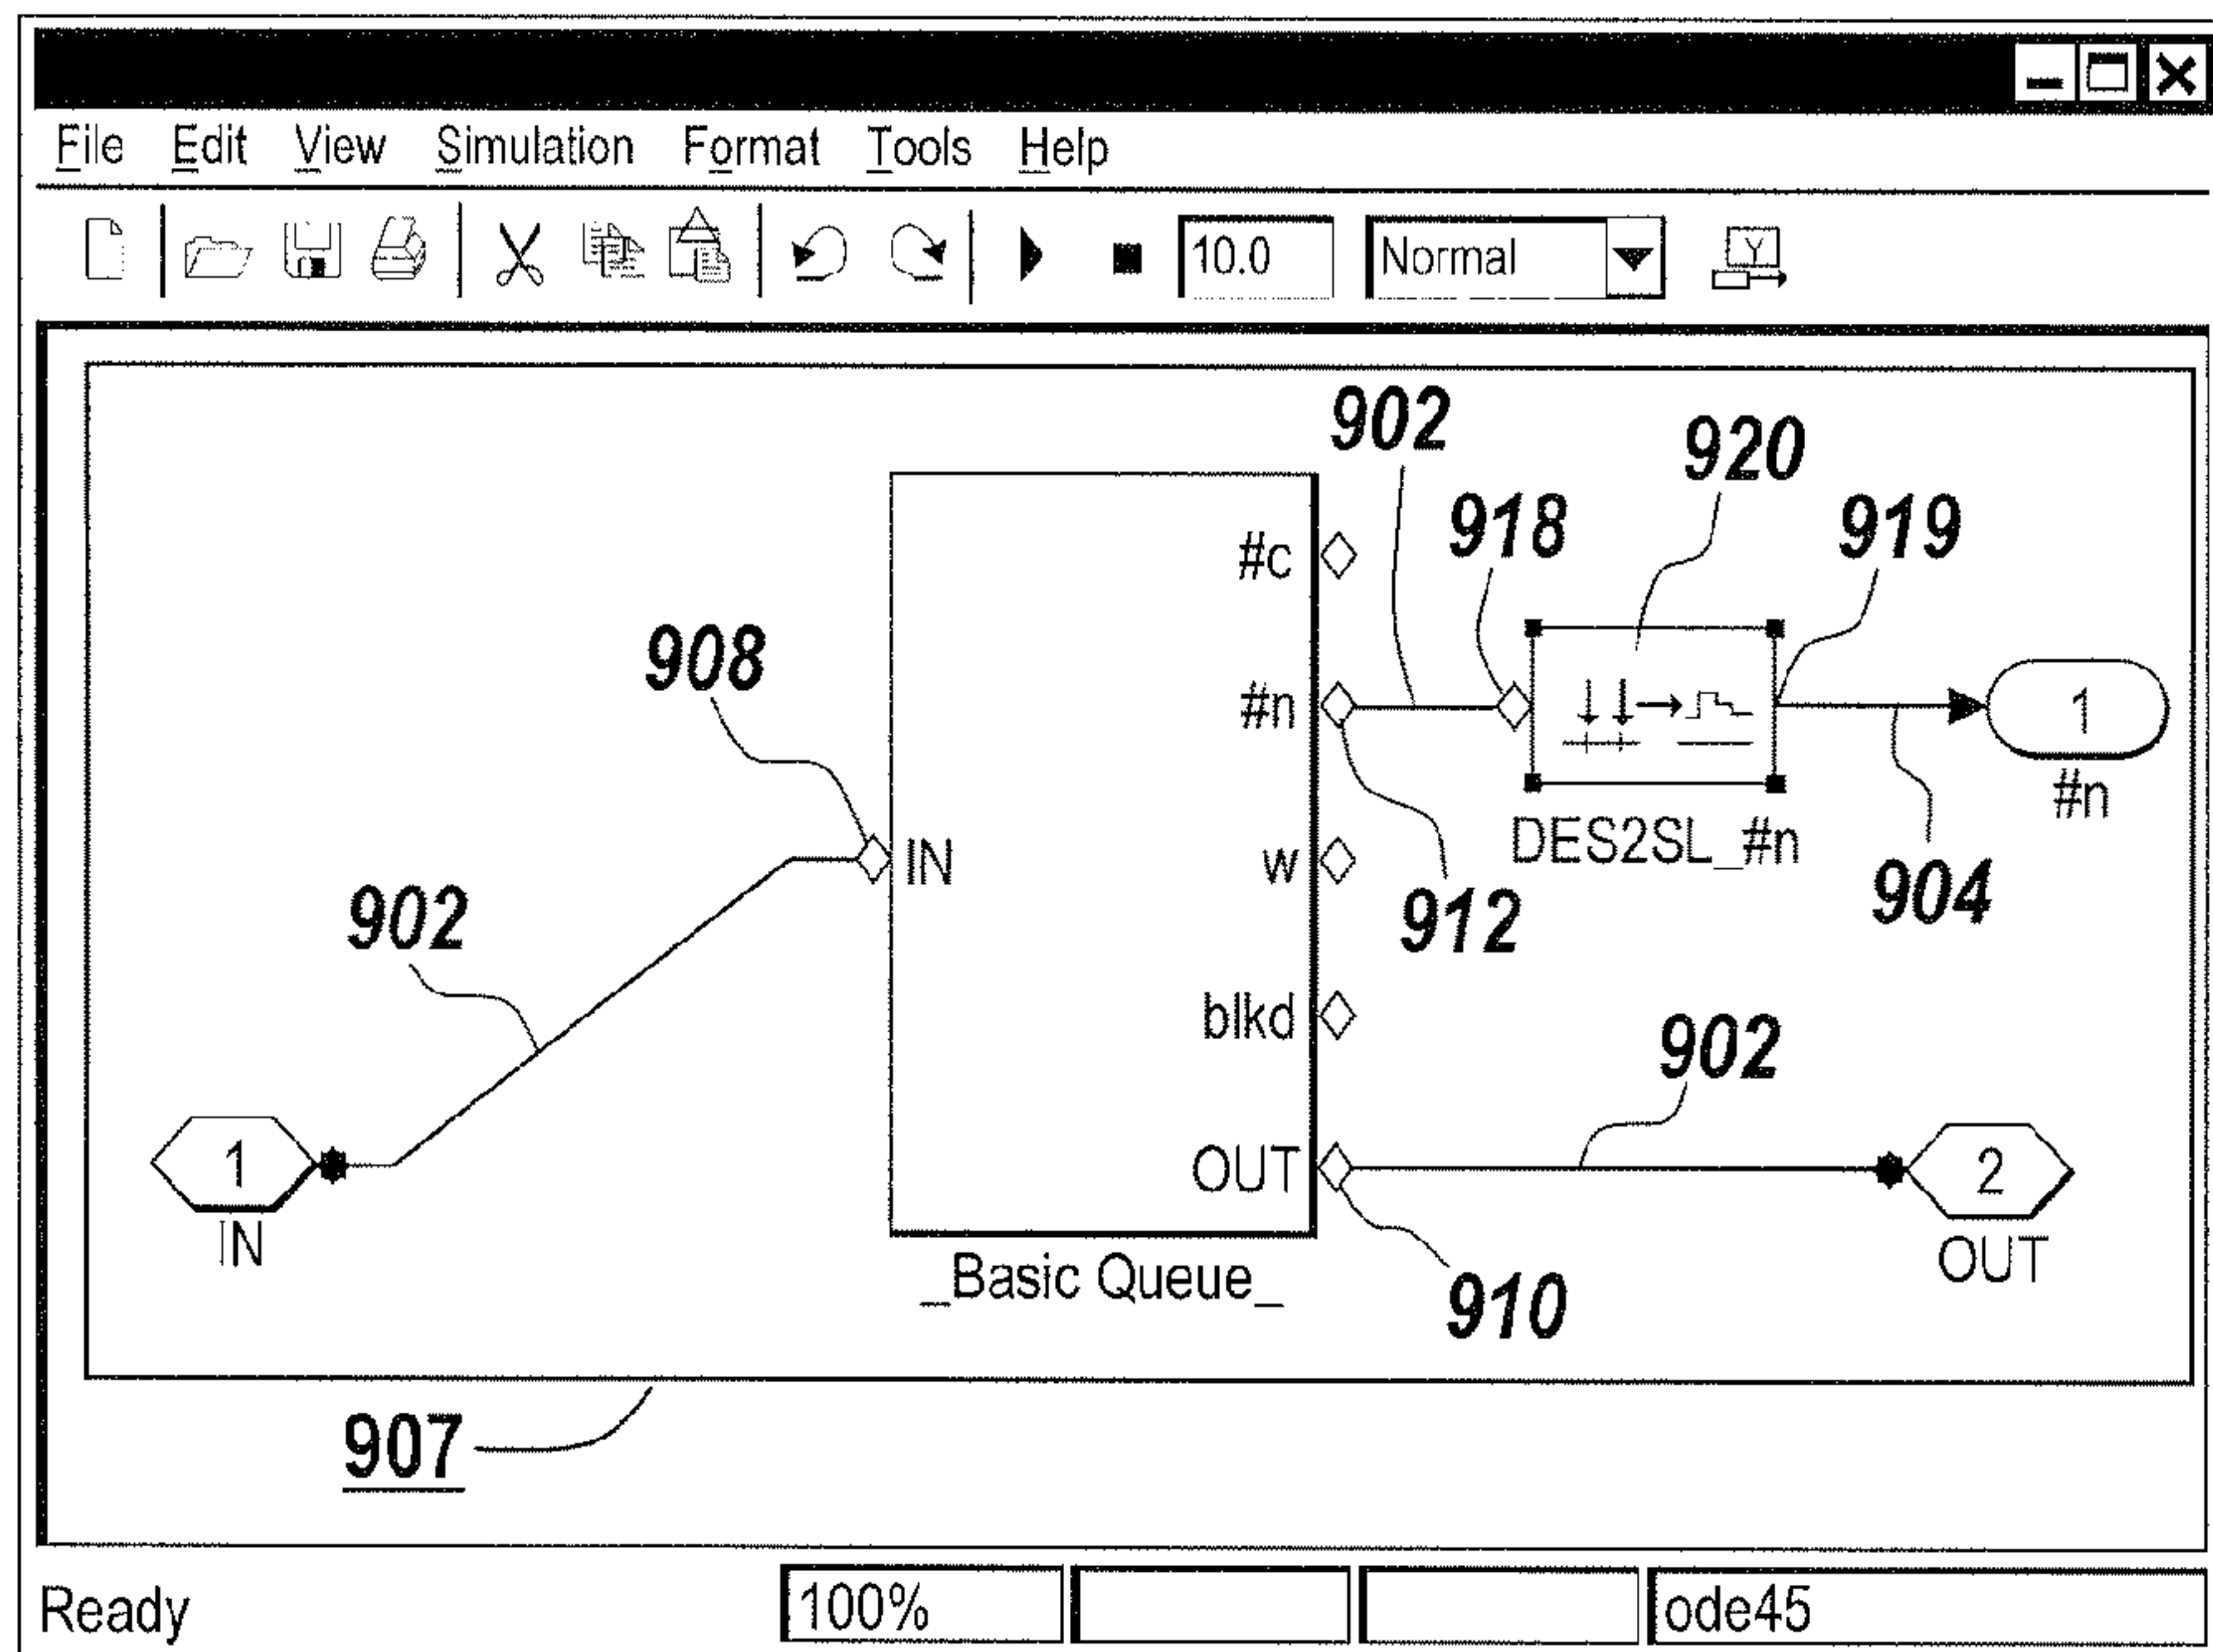 File Edit View Simulation Format Tools Help
10.0 Normal Y
902
920
918
919
#c
908
#n
1
#n
DES2SL_#n
IN
w
904
902
912
blkd
902
1
OUT
2
IN
OUT
_Basic Queue_
910
907
Ready 100% ode45